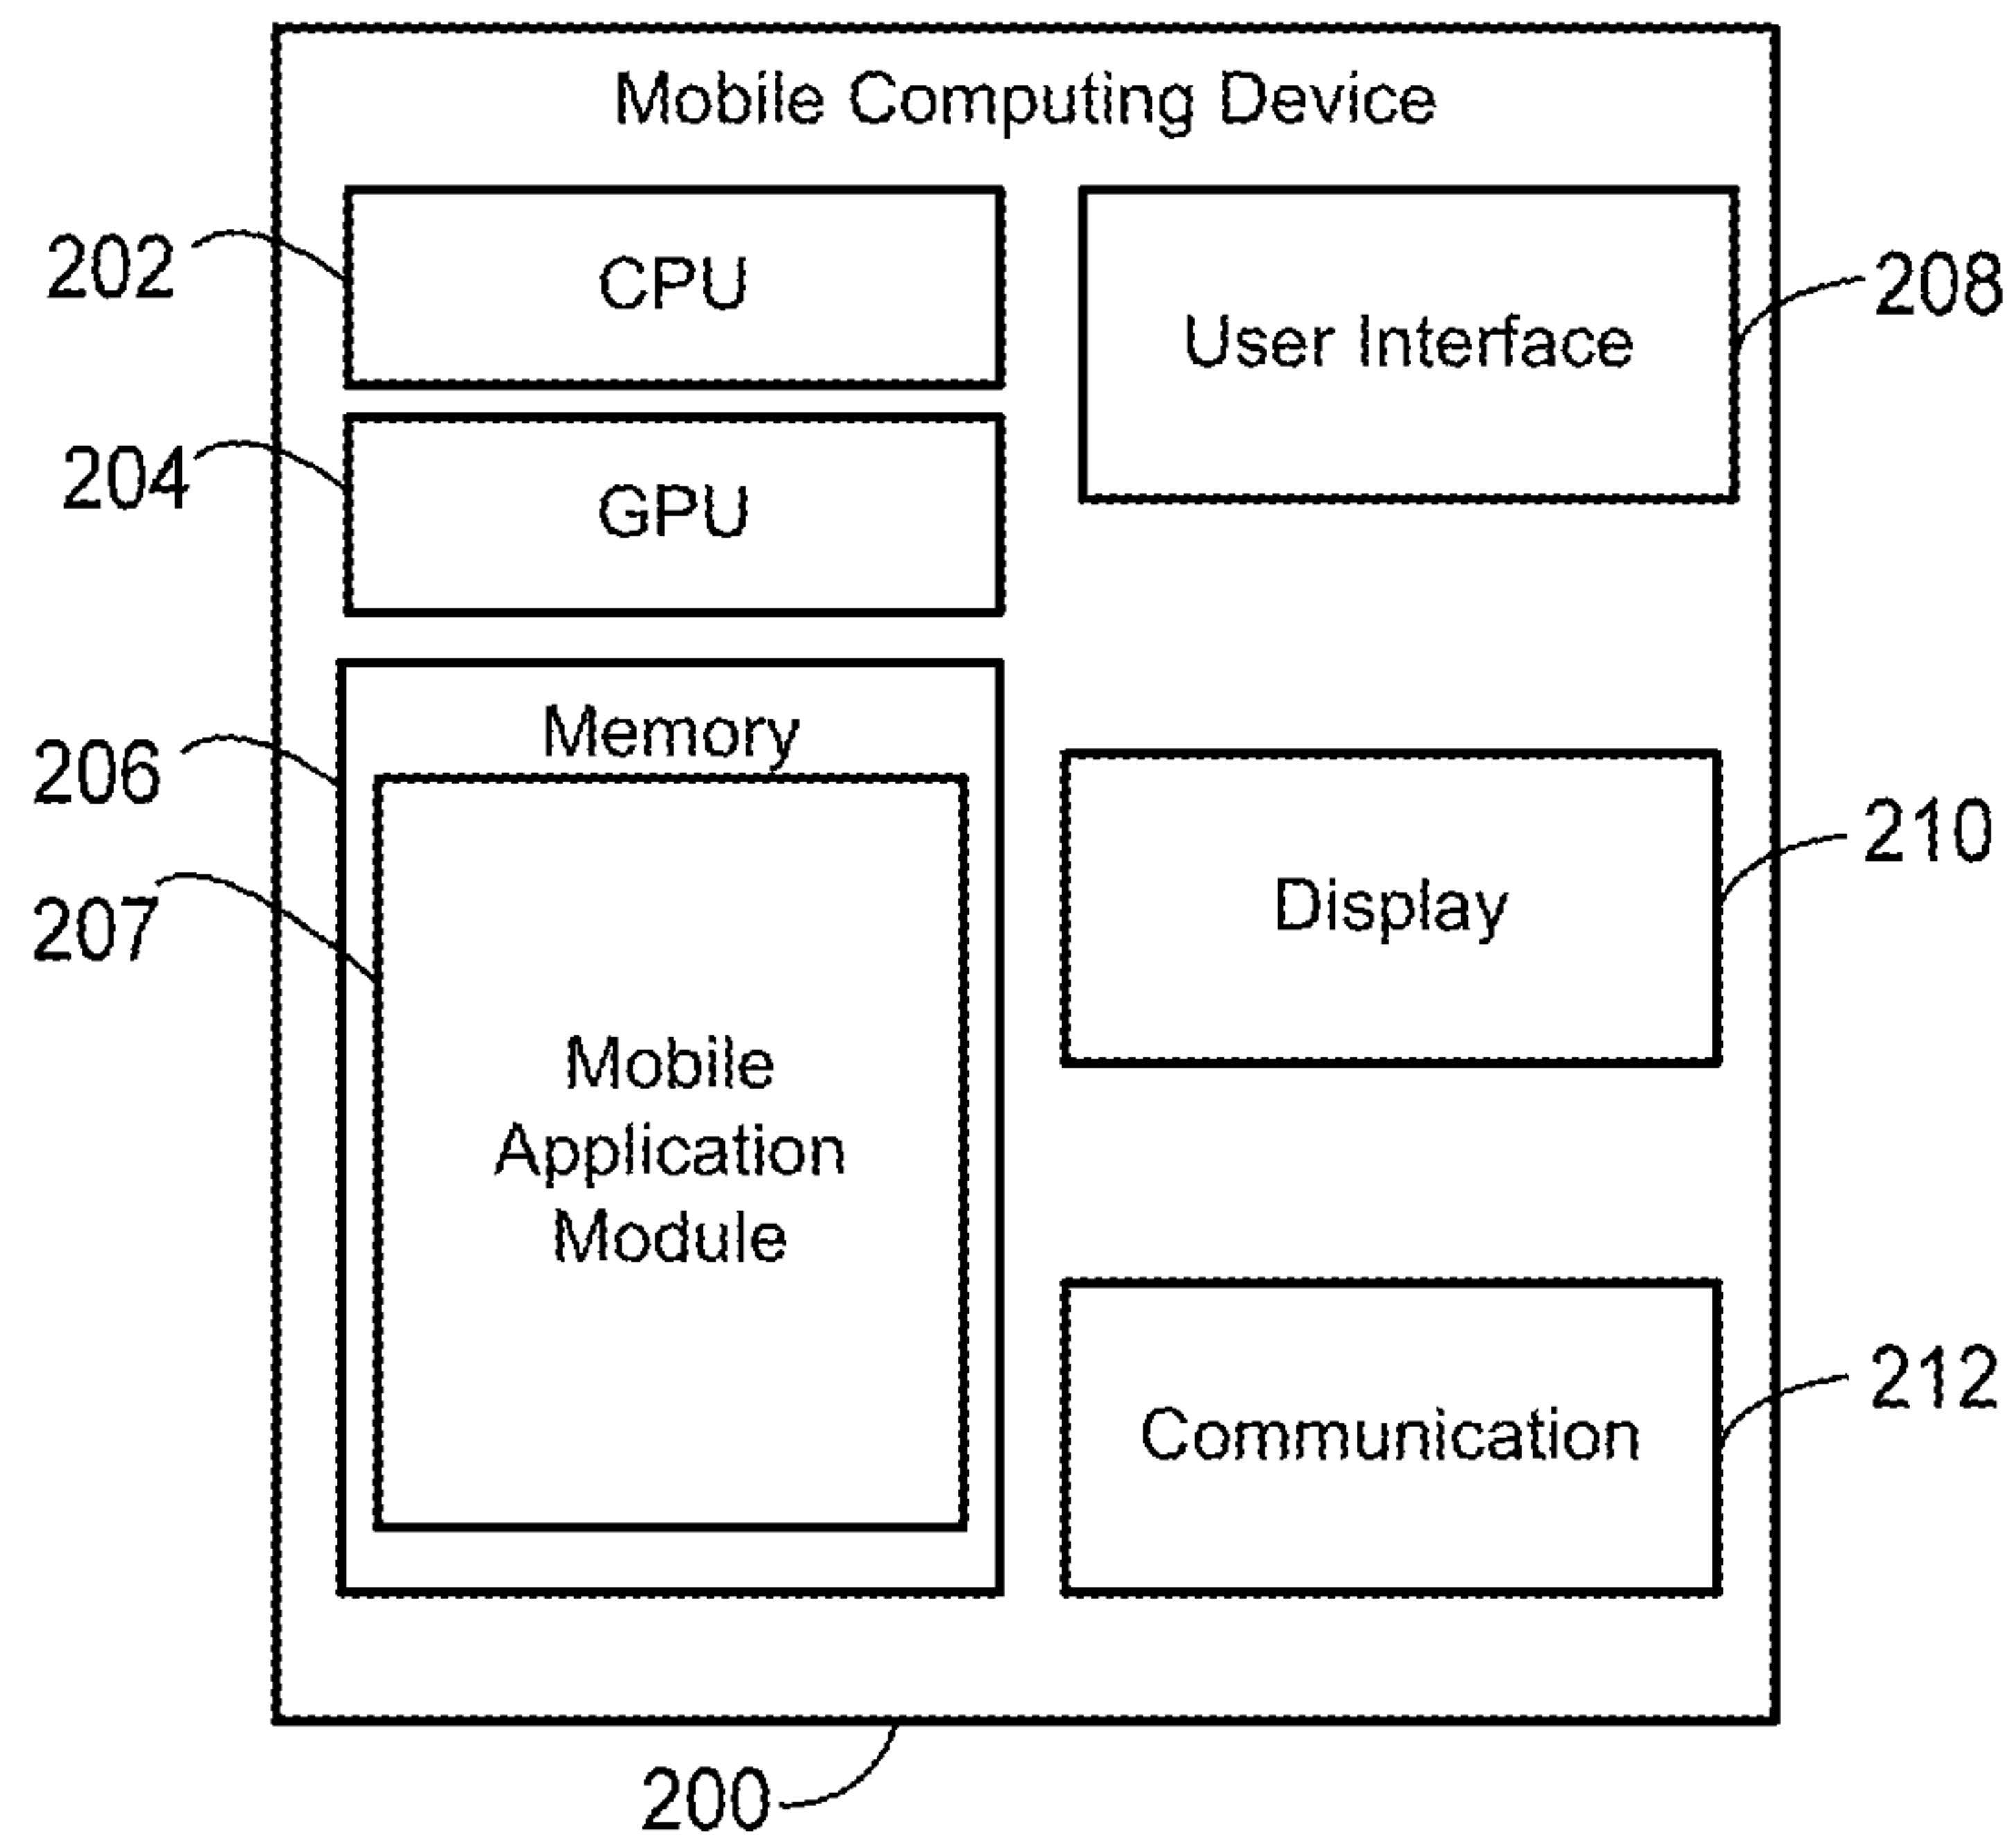 Mobile Computing Device
202
CPU
User Interface
208
204
GPU
206
Memory
207
Mobile
Application
Module
Display
210
Communication
212
200